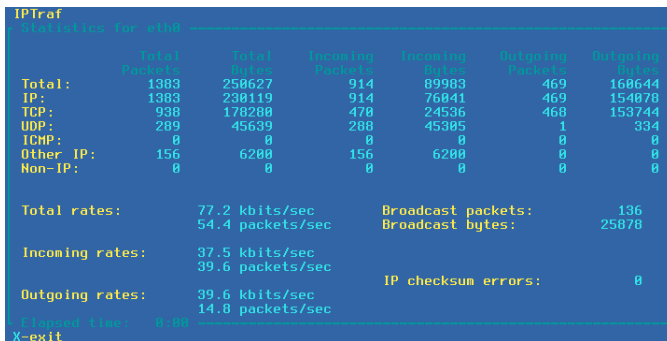 IPTraf
Statistics for eth0
Total Total Incoming Incoming Outgoing Outgoing
Packets Bytes Packets Bytes Packets Bytes
Total: 1383 250627 914 89983 469 160644
IP: 1383 230119 914 76041 469 154078
TCP: 938 178280 470 24536 468 153744
UDP: 289 45639 288 45305 1 334
ICMP: 0 0 0 0 0 0
Other IP: 156 6200 156 6200 0 0
Non-IP: 0 0 0 0 0 0
Total rates: 77.2 kbits/sec Broadcast packets: 136
54.4 packets/sec Broadcast bytes: 25878
Incoming rates: 37.5 kbits/sec
39.6 packets/sec
IP checksum errors: 0
Outgoing rates: 39.6 kbits/sec
14.8 packets/sec
Elapsed time: 0:00
X-exit